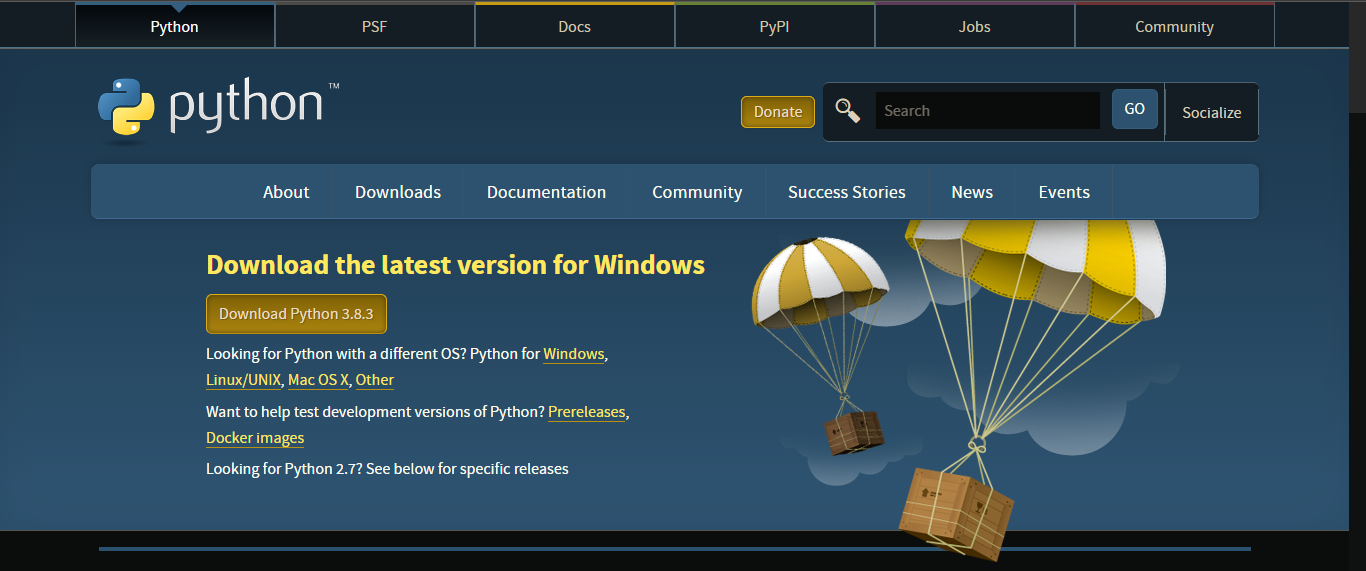 Python PSF Docs PyPI Jobs Community
python™
Donate Search GO Socialize
About Downloads Documentation Community Success Stories News Events
Download the latest version for Windows
Download Python 3.8.3
Looking for Python with a different OS? Python for Windows,
Linux/UNIX, Mac OS X, Other
Want to help test development versions of Python? Prereleases,
Docker images
Looking for Python 2.7? See below for specific releases